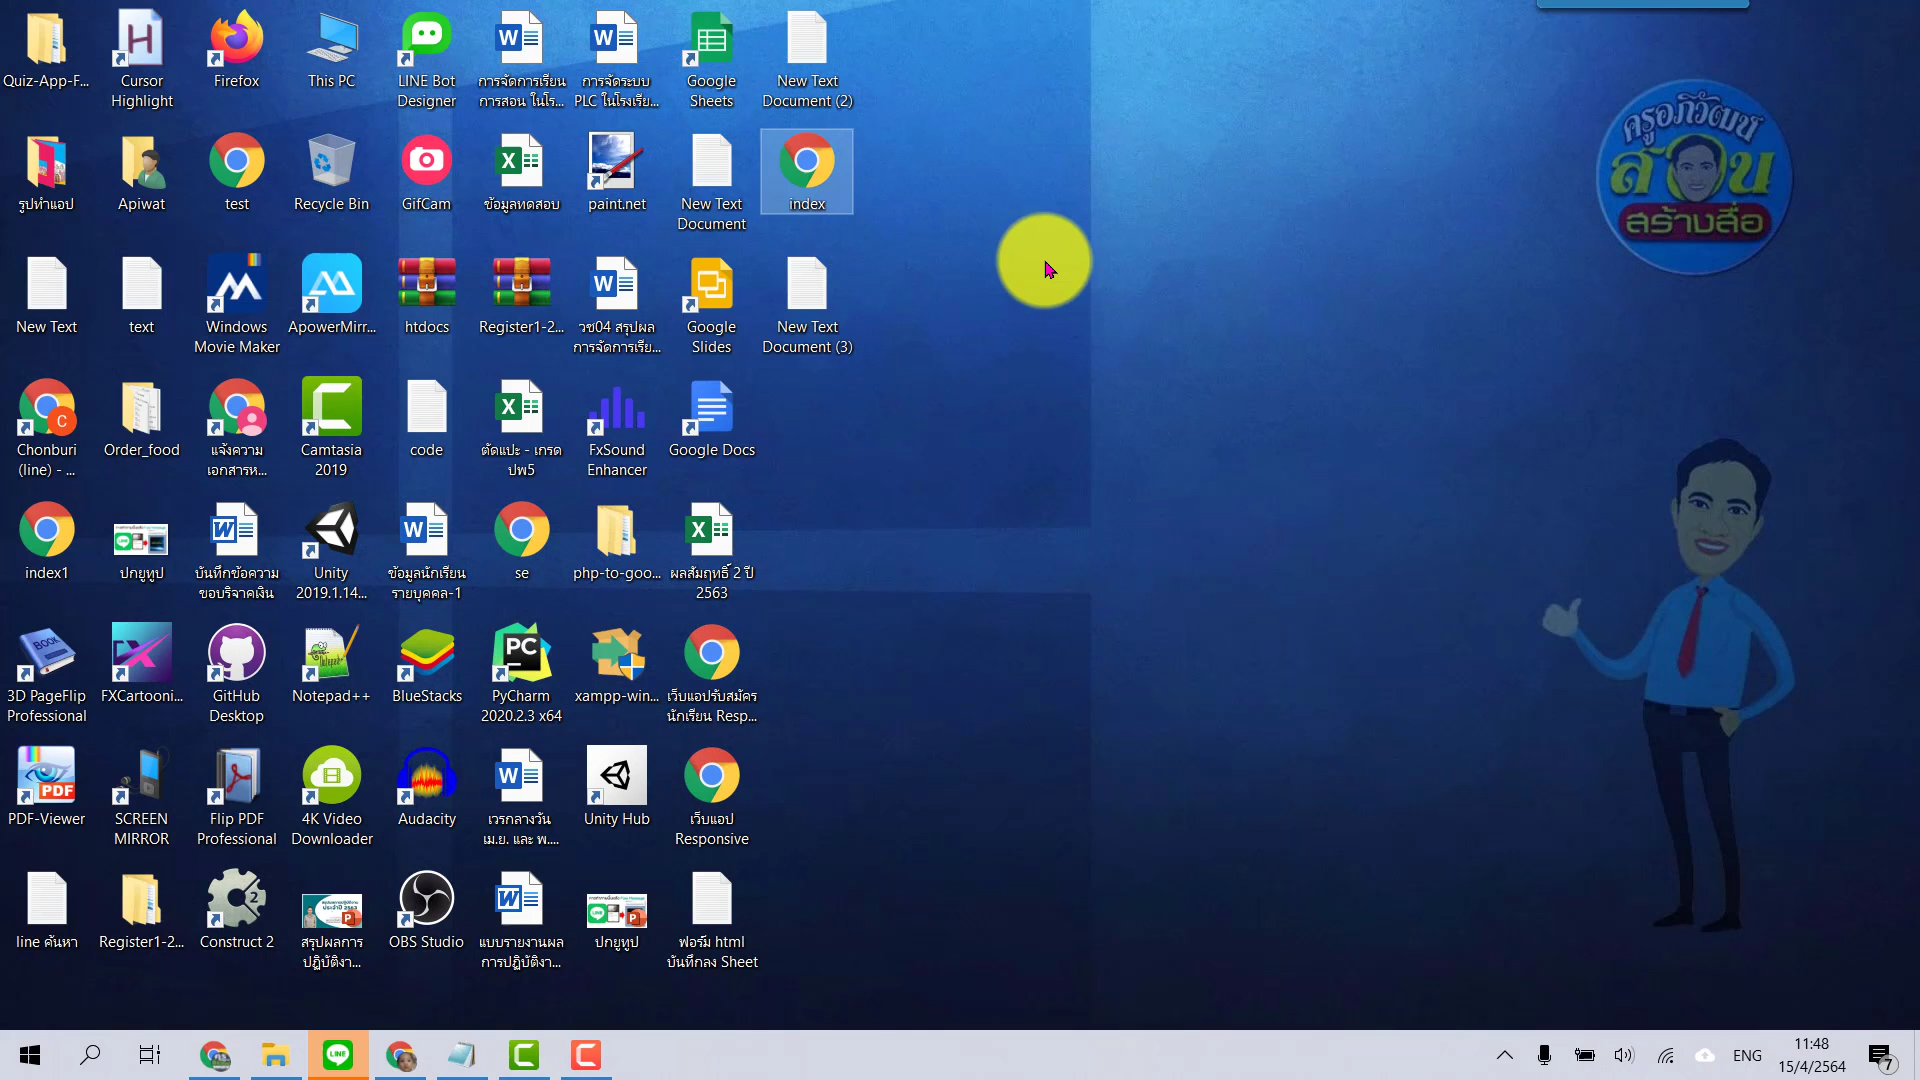 Quiz-App-F...
Cursor
Highlight
Firefox
This PC
LINE Bot
Designer
การจัดการเรียน
การสอน ในโร...
การจัดระบบ
PLC ในโรงเรีย...
Google
Sheets
New Text
Document (2)
รูปทำแอป
Apiwat
test
Recycle Bin
GifCam
ข้อมูลทดสอบ
paint.net
New Text
Document
index
New Text
text
Windows
Movie Maker
ApowerMirr...
htdocs
Register1-2...
วช04 สรุปผล
การจัดการเรีย...
Google
Slides
New Text
Document (3)
Chonburi
(line) - ...
Order_food
แจ้งความ
เอกสารห...
Camtasia
2019
code
ตัดแปะ - เกรด
ปพ5
FxSound
Enhancer
Google Docs
index1
ปกยูทูป
บันทึกข้อความ
ขอบริจาคเงิน
Unity
2019.1.14...
ข้อมูลนักเรียน
รายบุคคล-1
se
php-to-goo...
ผลสัมฤทธิ์ 2 ปี
2563
3D PageFlip
Professional
FXCartooni...
GitHub
Desktop
Notepad++
BlueStacks
PyCharm
2020.2.3 x64
xampp-win...
เว็บแอปรับสมัคร
นักเรียน Resp...
PDF-Viewer
SCREEN
MIRROR
Flip PDF
Professional
4K Video
Downloader
Audacity
เวรกลางวัน
เม.ย. และ พ....
Unity Hub
เว็บแอป
Responsive
line ค้นหา
Register1-2...
Construct 2
สรุปผลการ
ปฏิบัติงา...
OBS Studio
แบบรายงานผล
การปฏิบัติงา...
ปกยูทูป
ฟอร์ม html
บันทึกลง Sheet
ครูอภิวัฒน์
สอน
สร้างสื่อ
LINE
ENG
11:48
15/4/2564
7